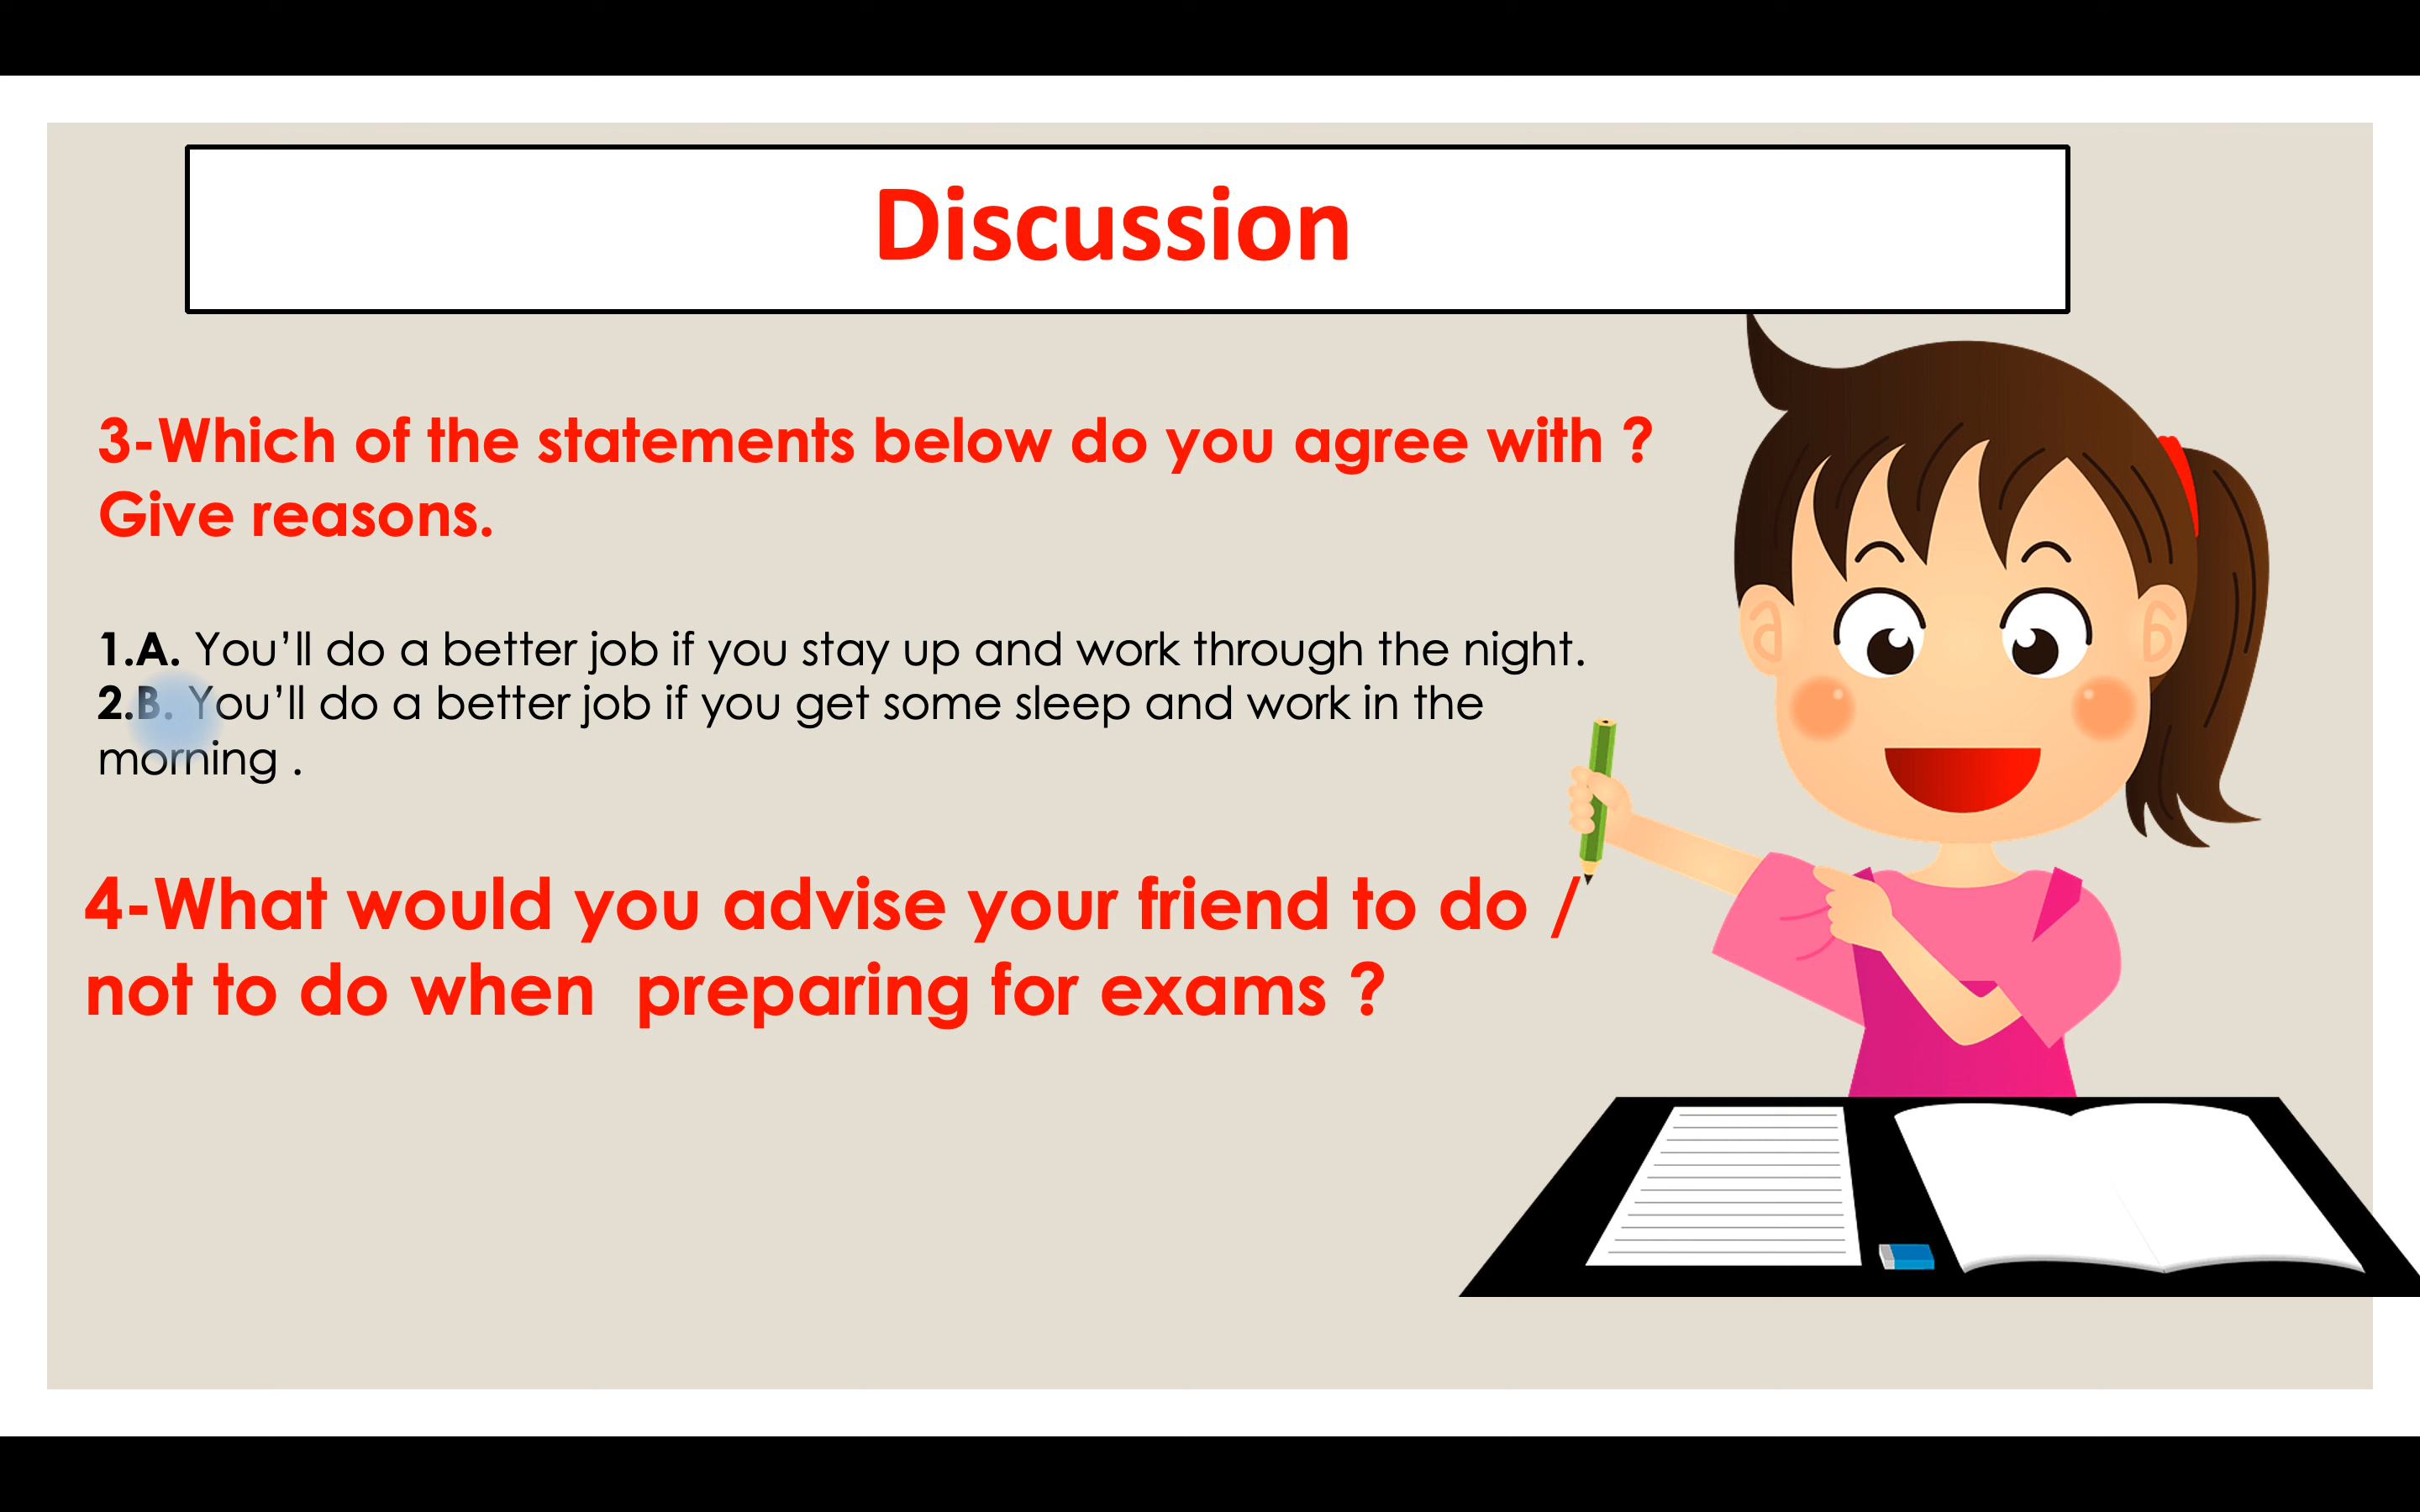 Discussion
3-Which of the statements below do you agree with ?
Give reasons.
1.A. You’ll do a better job if you stay up and work through the night.
2.B. You’ll do a better job if you get some sleep and work in the
morning .
4-What would you advise your friend to do /
not to do when  preparing for exams ?